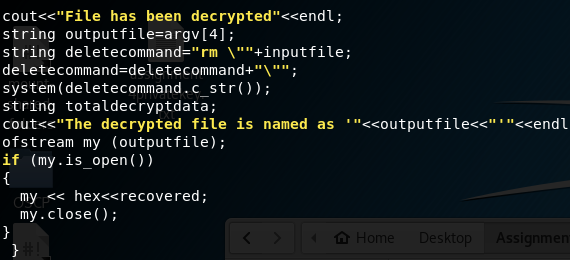 cout<<"File has been decrypted"<<endl;
string outputfile=argv[4];
string deletecommand="rm \""+inputfile;
deletecommand=deletecommand+"\"";
system(deletecommand.c_str());
string totaldecryptdata;
cout<<"The decrypted file is named as '"<<outputfile<<"'"<<endl
ofstream my (outputfile);
if (my.is_open())
{
  my << hex<<recovered;
  my.close();
}
 }
Home Desktop Assignmen